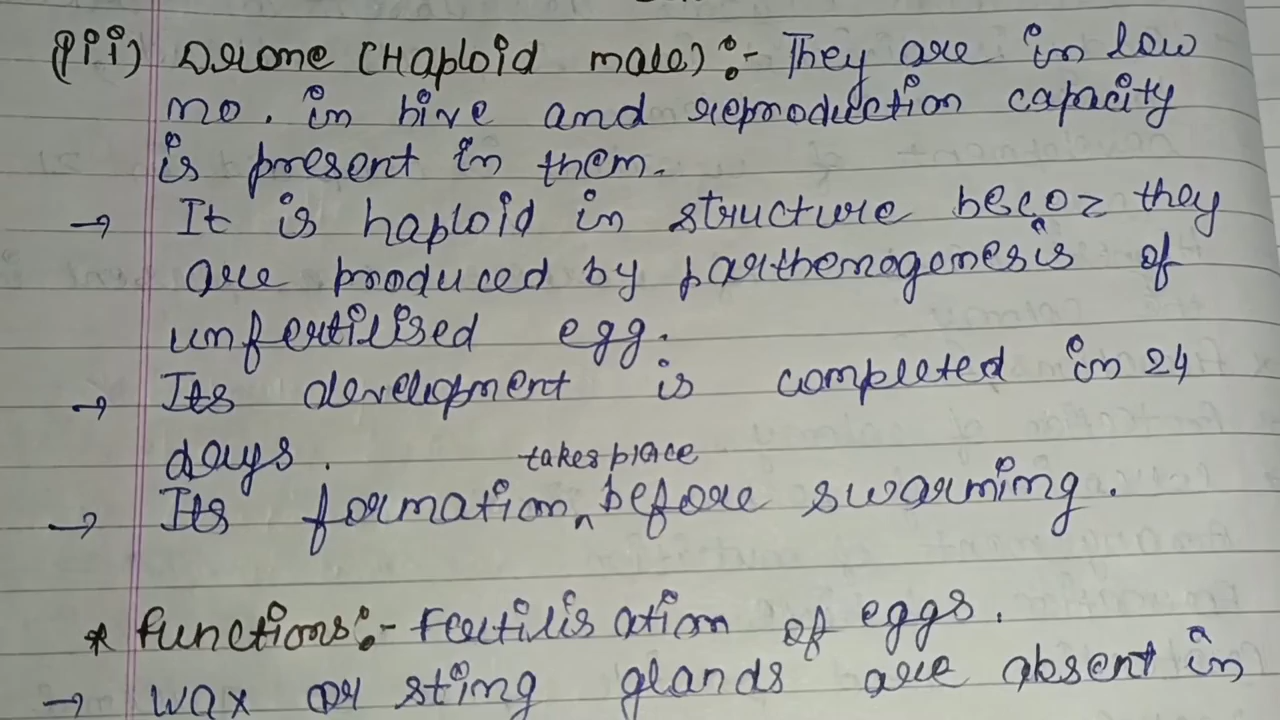 (iii) Drone (Haploid male) :- They are in low
no. in hive and reproduction capacity
is present in them.
→ It is haploid in structure becoz they
are produced by parthenogenesis of
unfertilised egg.
→ Its development is completed in 24
days.
→ Its formation takes place before swarming.
* Functions :- Fertilisation of eggs.
→ Wax or sting glands are absent in